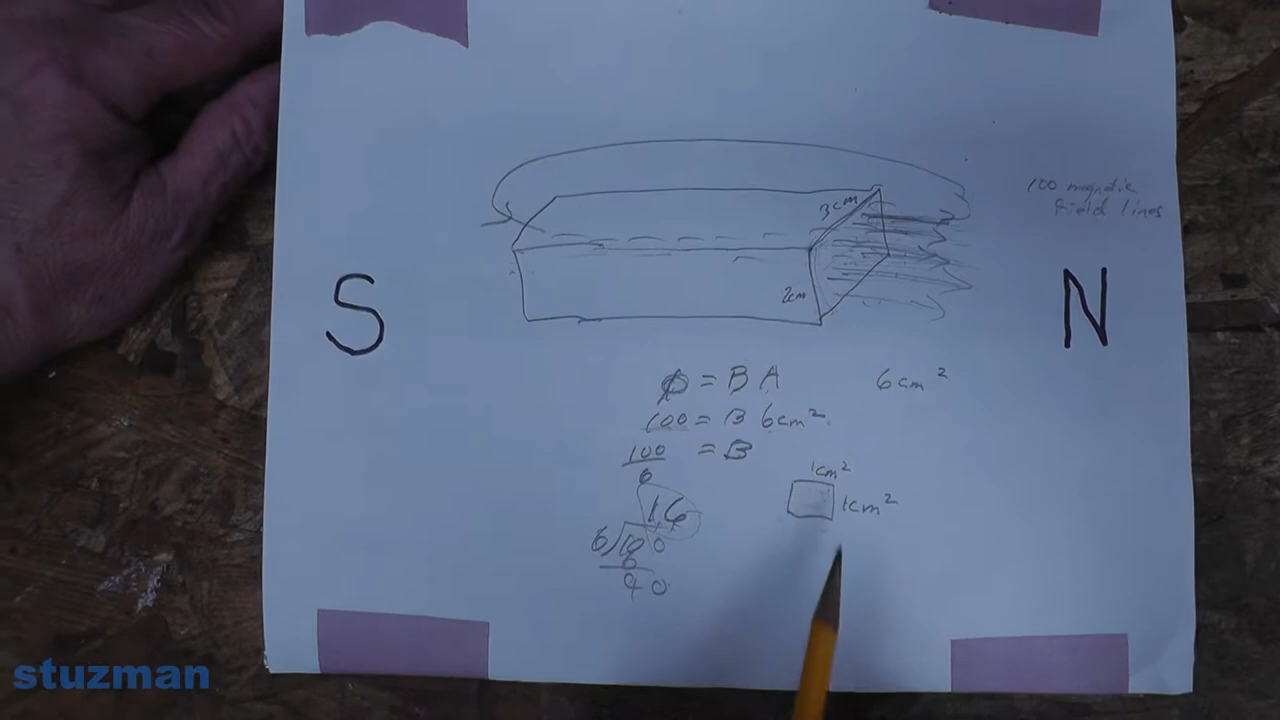 3cm
100 magnetic
field lines
S
2cm
N
φ = B A
6cm²
100 = B 6cm²
100
6
= B
1cm²
1cm²
16
6)100
6
40
stuzman